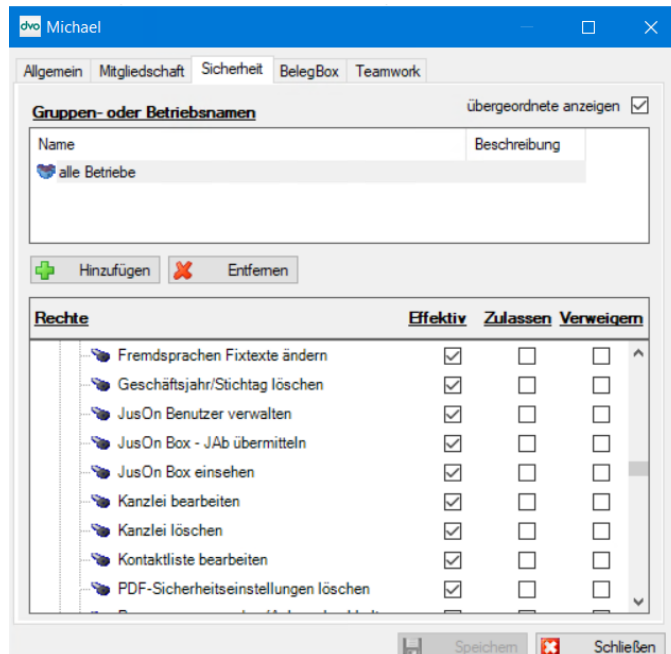 dvo Michael
Allgemein Mitgliedschaft Sicherheit BelegBox Teamwork
Gruppen- oder Betriebsnamen übergeordnete anzeigen
Name Beschreibung
alle Betriebe
Hinzufügen Entfernen
Rechte Effektiv Zulassen Verweigern
Fremdsprachen Fixtexte ändern
Geschäftsjahr/Stichtag löschen
JusOn Benutzer verwalten
JusOn Box - JAb übermitteln
JusOn Box einsehen
Kanzlei bearbeiten
Kanzlei löschen
Kontaktliste bearbeiten
PDF-Sicherheitseinstellungen löschen
Speichern Schließen